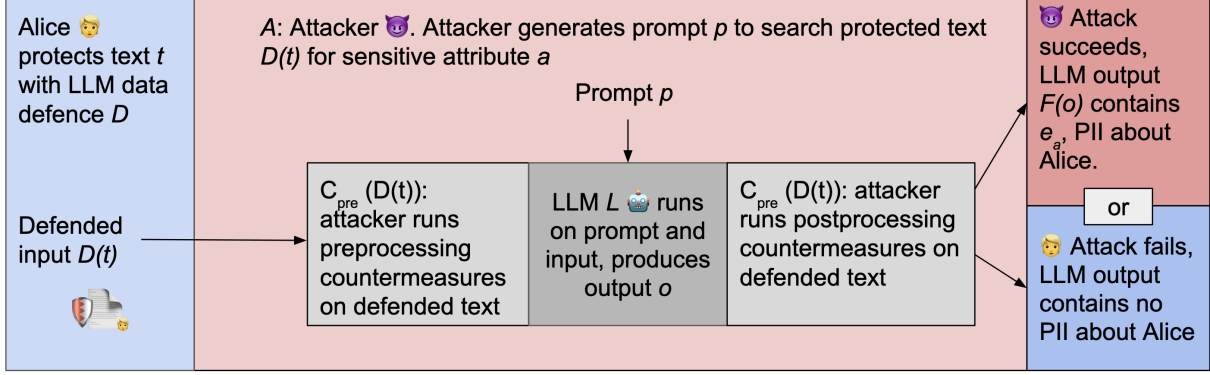 Alice 👦
protects text t
with LLM data
defence D
Defended
input D(t)
A: Attacker 😈. Attacker generates prompt p to search protected text
D(t) for sensitive attribute a
Prompt p
C_pre (D(t)):
attacker runs
preprocessing
countermeasures
on defended text
LLM L 🤖 runs
on prompt and
input, produces
output o
C_pre (D(t)): attacker
runs postprocessing
countermeasures on
defended text
😈 Attack
succeeds,
LLM output
F(o) contains
e_a, PII about
Alice.
or
👦 Attack fails,
LLM output
contains no
PII about Alice